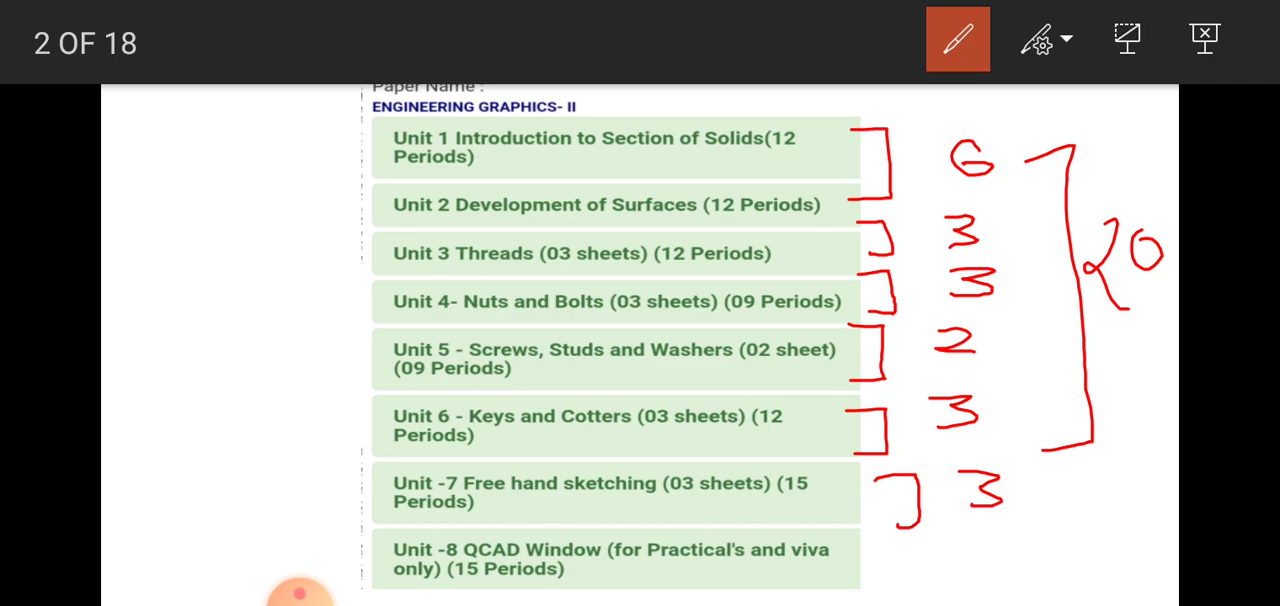 2 OF 18
Paper Name :
ENGINEERING GRAPHICS- II
Unit 1 Introduction to Section of Solids(12
Periods)
6
Unit 2 Development of Surfaces (12 Periods)
Unit 3 Threads (03 sheets) (12 Periods)
3
20
Unit 4- Nuts and Bolts (03 sheets) (09 Periods)
3
Unit 5 - Screws, Studs and Washers (02 sheet)
(09 Periods)
2
Unit 6 - Keys and Cotters (03 sheets) (12
Periods)
3
Unit -7 Free hand sketching (03 sheets) (15
Periods)
3
Unit -8 QCAD Window (for Practical's and viva
only) (15 Periods)